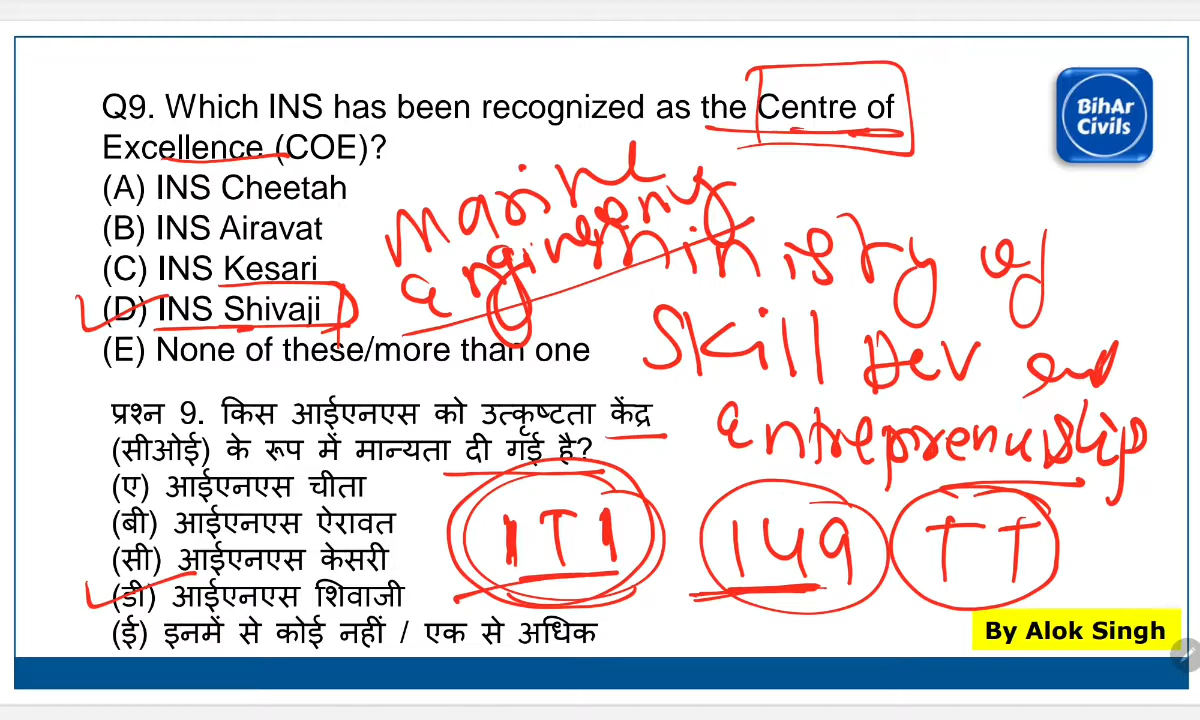 Q9. Which INS has been recognized as the Centre of
Excellence (COE)?
(A) INS Cheetah
(B) INS Airavat
(C) INS Kesari
(D) INS Shivaji
(E) None of these/more than one
BihAr
Civils
Marine
engineering
ministry of
Skill Dev and
entreprenuship
प्रश्न 9. किस आईएनएस को उत्कृष्टता केंद्र
(सीओई) के रूप में मान्यता दी गई है?
(ए) आईएनएस चीता
(बी) आईएनएस ऐरावत
(सी) आईएनएस केसरी
(डी) आईएनएस शिवाजी
(ई) इनमें से कोई नहीं / एक से अधिक
ITI 149 TT
By Alok Singh